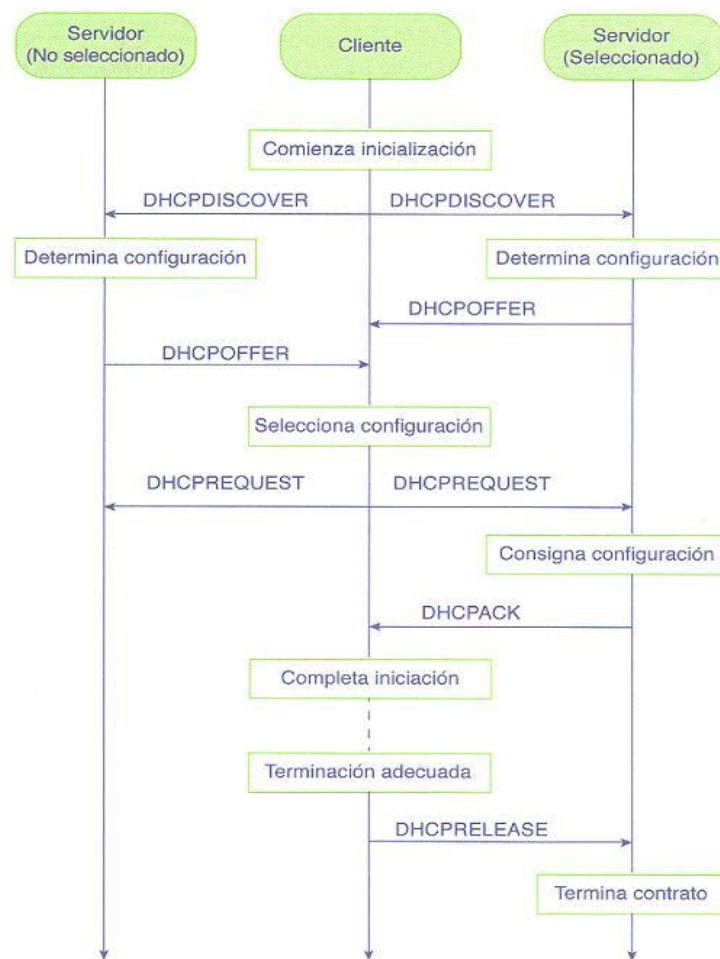 Servidor
(No seleccionado)
Cliente
Servidor
(Seleccionado)
Comienza inicialización
DHCPDISCOVER
DHCPDISCOVER
Determina configuración
Determina configuración
DHCPOFFER
DHCPOFFER
Selecciona configuración
DHCPREQUEST
DHCPREQUEST
Consigna configuración
DHCPACK
Completa iniciación
Terminación adecuada
DHCPRELEASE
Termina contrato